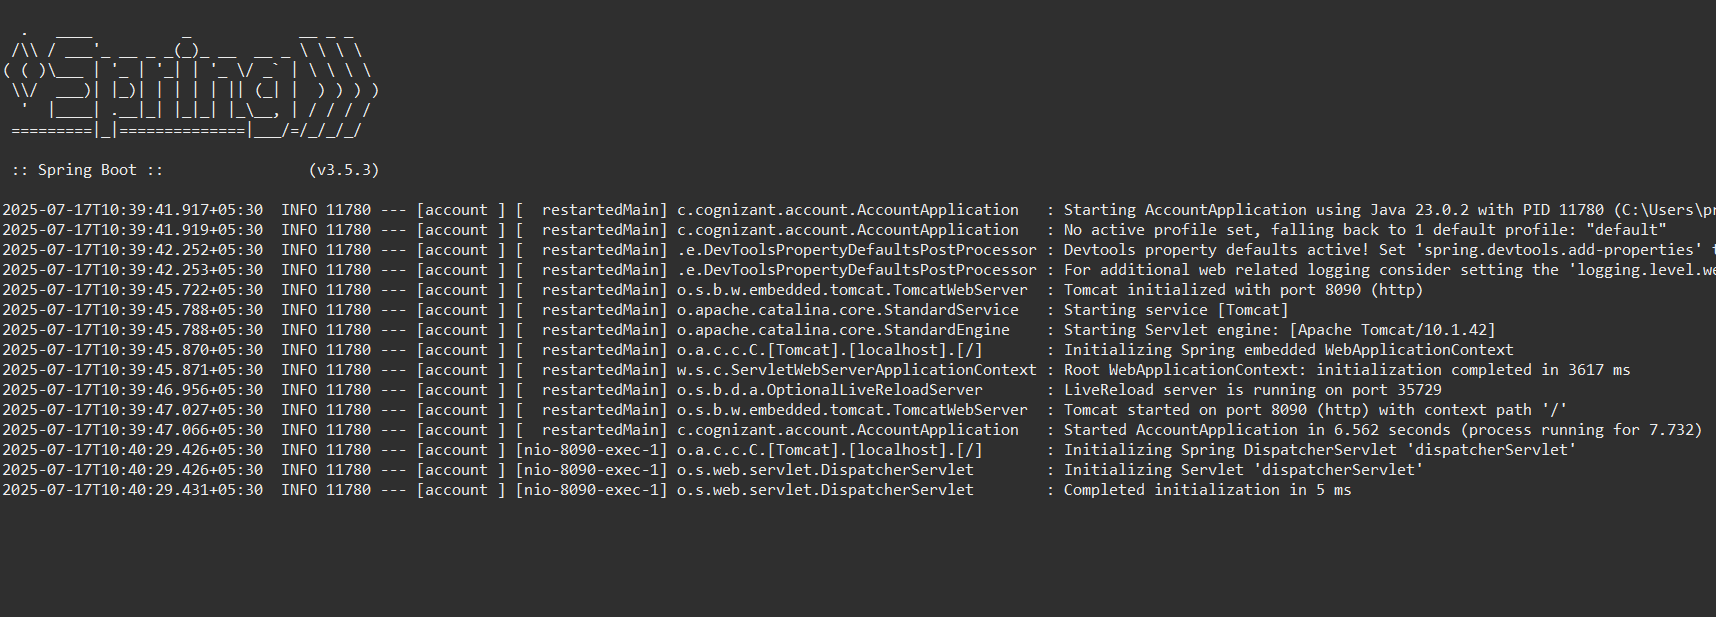 .   ____          _            __ _ _
 /\\ / ___'_ __ _ _(_)_ __  __ _ \ \ \ \
( ( )\___ | '_ | '_| | '_ \/ _` | \ \ \ \
 \\/  ___)| |_)| | | | | || (_| |  ) ) ) )
  '  |____| .__|_| |_|_| |_\__, | / / / /
 =========|_|==============|___/=/_/_/_/

 :: Spring Boot ::                (v3.5.3)

2025-07-17T10:39:41.917+05:30  INFO 11780 --- [account ] [  restartedMain] c.cognizant.account.AccountApplication   : Starting AccountApplication using Java 23.0.2 with PID 11780 (C:\Users\pr
2025-07-17T10:39:41.919+05:30  INFO 11780 --- [account ] [  restartedMain] c.cognizant.account.AccountApplication   : No active profile set, falling back to 1 default profile: "default"
2025-07-17T10:39:42.252+05:30  INFO 11780 --- [account ] [  restartedMain] .e.DevToolsPropertyDefaultsPostProcessor : Devtools property defaults active! Set 'spring.devtools.add-properties'
2025-07-17T10:39:42.253+05:30  INFO 11780 --- [account ] [  restartedMain] .e.DevToolsPropertyDefaultsPostProcessor : For additional web related logging consider setting the 'logging.level.we
2025-07-17T10:39:45.722+05:30  INFO 11780 --- [account ] [  restartedMain] o.s.b.w.embedded.tomcat.TomcatWebServer  : Tomcat initialized with port 8090 (http)
2025-07-17T10:39:45.788+05:30  INFO 11780 --- [account ] [  restartedMain] o.apache.catalina.core.StandardService   : Starting service [Tomcat]
2025-07-17T10:39:45.788+05:30  INFO 11780 --- [account ] [  restartedMain] o.apache.catalina.core.StandardEngine    : Starting Servlet engine: [Apache Tomcat/10.1.42]
2025-07-17T10:39:45.870+05:30  INFO 11780 --- [account ] [  restartedMain] o.a.c.c.C.[Tomcat].[localhost].[/]       : Initializing Spring embedded WebApplicationContext
2025-07-17T10:39:45.871+05:30  INFO 11780 --- [account ] [  restartedMain] w.s.c.ServletWebServerApplicationContext : Root WebApplicationContext: initialization completed in 3617 ms
2025-07-17T10:39:46.956+05:30  INFO 11780 --- [account ] [  restartedMain] o.s.b.d.a.OptionalLiveReloadServer       : LiveReload server is running on port 35729
2025-07-17T10:39:47.027+05:30  INFO 11780 --- [account ] [  restartedMain] o.s.b.w.embedded.tomcat.TomcatWebServer  : Tomcat started on port 8090 (http) with context path '/'
2025-07-17T10:39:47.066+05:30  INFO 11780 --- [account ] [  restartedMain] c.cognizant.account.AccountApplication   : Started AccountApplication in 6.562 seconds (process running for 7.732)
2025-07-17T10:40:29.426+05:30  INFO 11780 --- [account ] [nio-8090-exec-1] o.a.c.c.C.[Tomcat].[localhost].[/]       : Initializing Spring DispatcherServlet 'dispatcherServlet'
2025-07-17T10:40:29.426+05:30  INFO 11780 --- [account ] [nio-8090-exec-1] o.s.web.servlet.DispatcherServlet        : Initializing Servlet 'dispatcherServlet'
2025-07-17T10:40:29.431+05:30  INFO 11780 --- [account ] [nio-8090-exec-1] o.s.web.servlet.DispatcherServlet        : Completed initialization in 5 ms